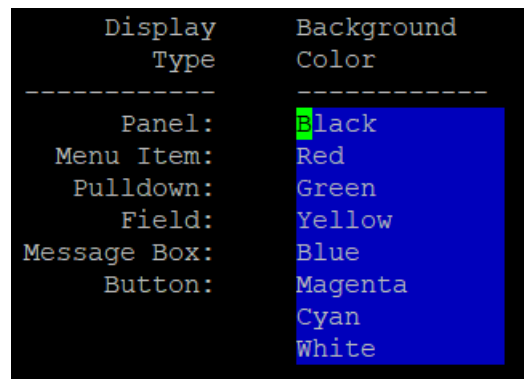 Display Background
Type Color
------------ ------------
Panel: Black
Menu Item: Red
Pulldown: Green
Field: Yellow
Message Box: Blue
Button: Magenta
Cyan
White